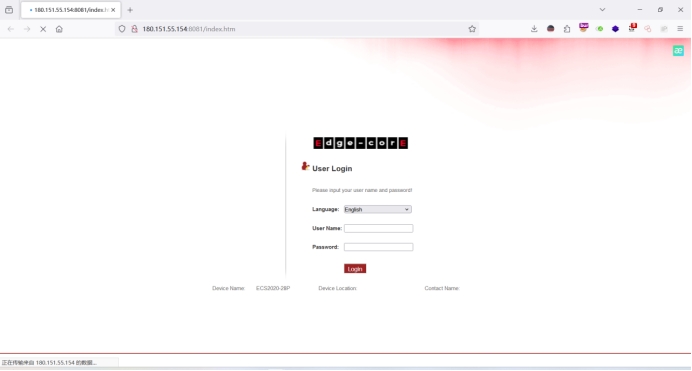 180.151.55.154:8081/index.h
180.151.55.154:8081/index.htm
Edge-corE
User Login
Please input your user name and password!
Language: English
User Name:
Password:
Login
Device Name: ECS2020-28P Device Location: Contact Name:
正在传输来自 180.151.55.154 的数据...